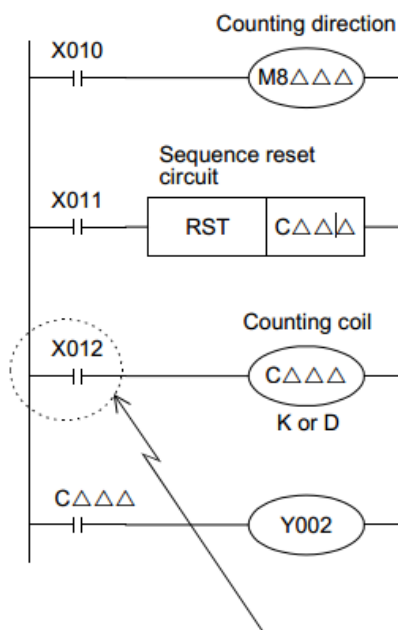 Counting direction
X010
M8△△△
Sequence reset
circuit
X011
RST
C△△△
Counting coil
X012
C△△△
K or D
C△△△
Y002